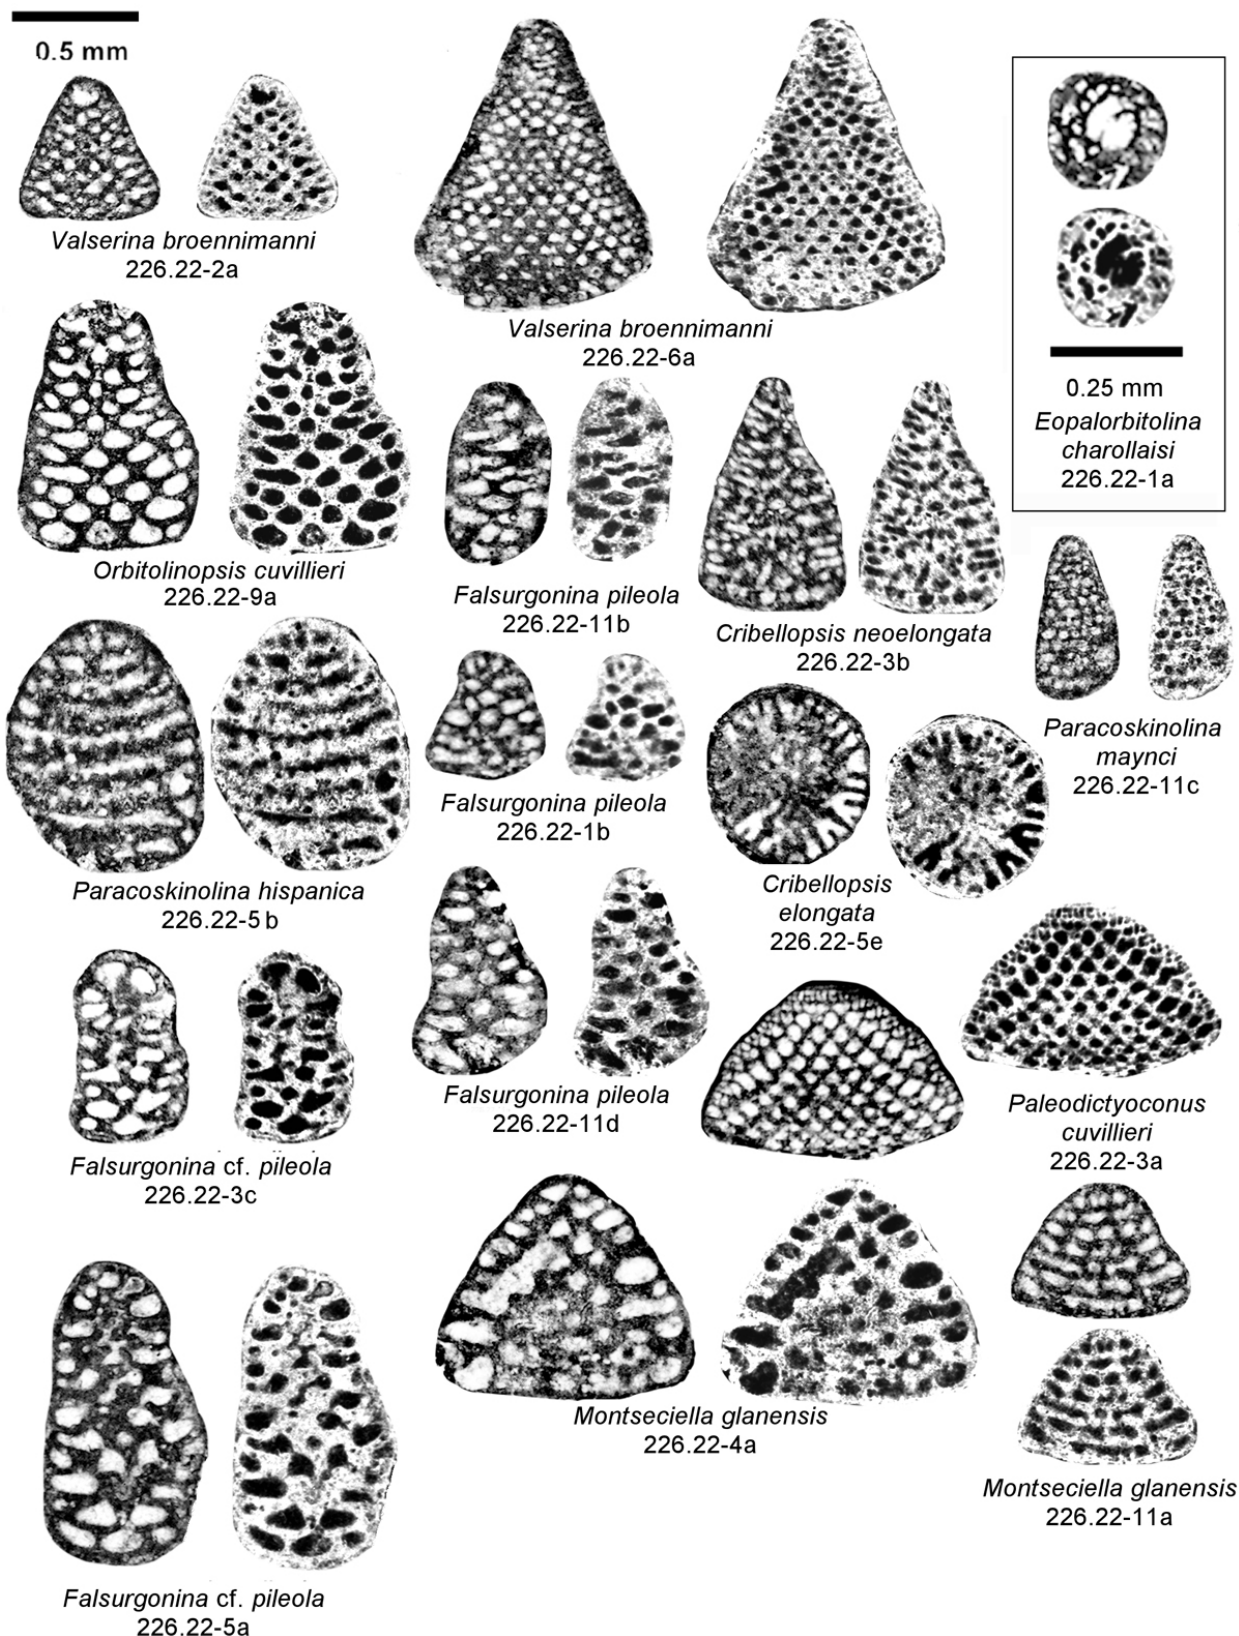 0.5 mm
Valserina broennimanni
226.22-2a
Valserina broennimanni
226.22-6a
0.25 mm
Eopalorbitolina
charollaisi
226.22-1a
Orbitolinopsis cuvillieri
226.22-9a
Falsurgonina pileola
226.22-11b
Cribellopsis neoelongata
226.22-3b
Paracoskinolina
maynci
226.22-11c
Falsurgonina pileola
226.22-1b
Paracoskinolina hispanica
226.22-5b
Cribellopsis
elongata
226.22-5e
Falsurgonina pileola
226.22-11d
Paleodictyoconus
cuvillieri
226.22-3a
Falsurgonina cf. pileola
226.22-3c
Montseciella glanensis
226.22-4a
Montseciella glanensis
226.22-11a
Falsurgonina cf. pileola
226.22-5a